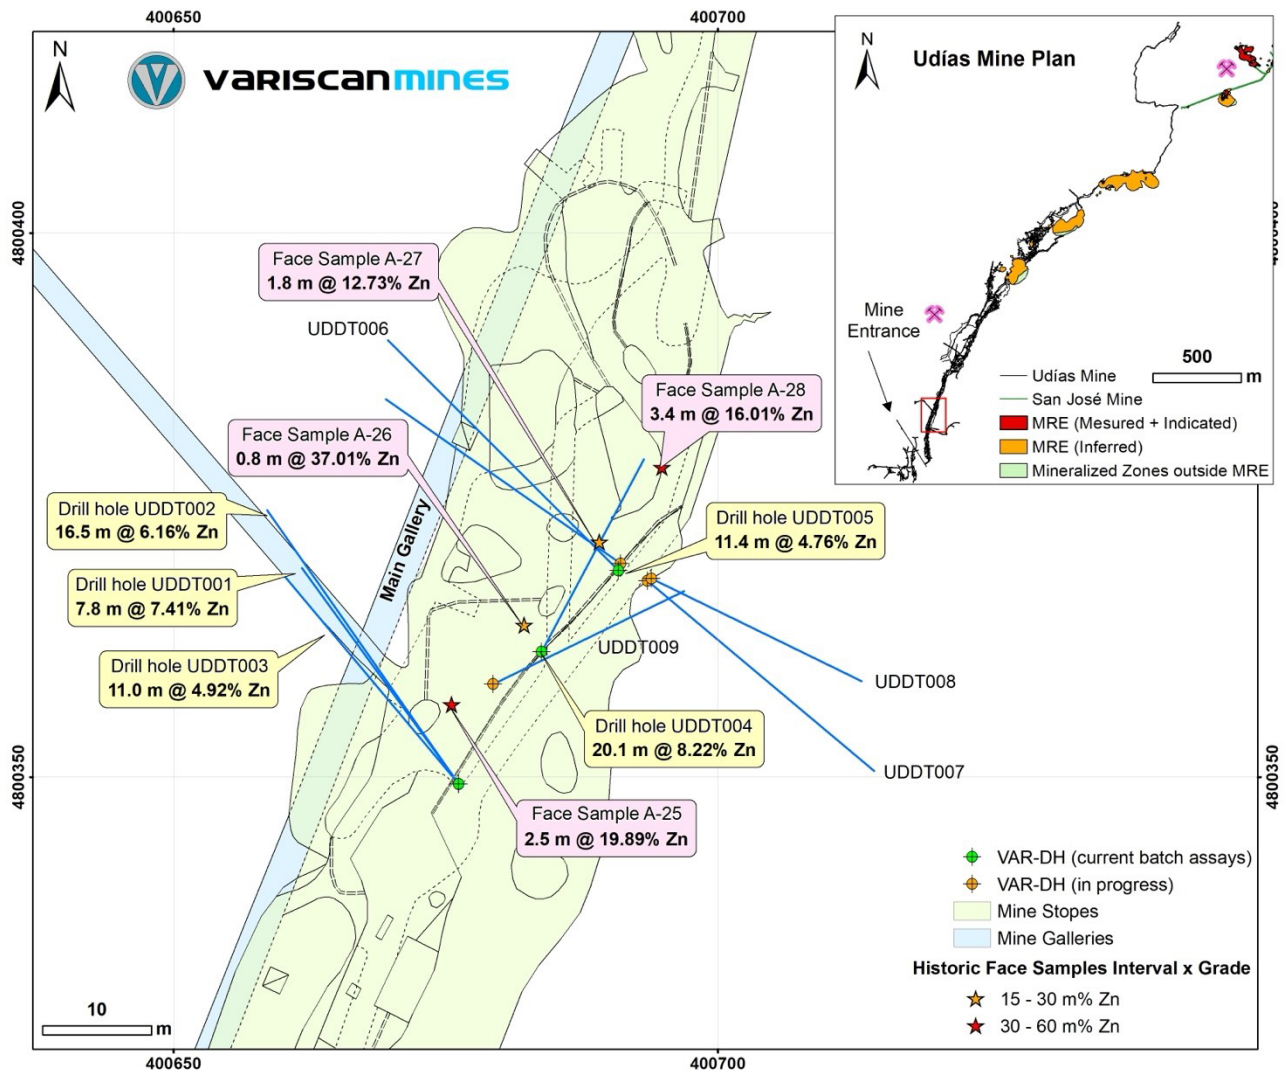 400650
400700
N
VARISCANMINES
N
Udías Mine Plan
4800400
Face Sample A-27
1.8 m @ 12.73% Zn
UDDT006
Mine
Entrance
500
m
Udías Mine
San José Mine
MRE (Mesured + Indicated)
MRE (Inferred)
Mineralized Zones outside MRE
Face Sample A-28
3.4 m @ 16.01% Zn
Face Sample A-26
0.8 m @ 37.01% Zn
Drill hole UDDT002
16.5 m @ 6.16% Zn
Main Gallery
Drill hole UDDT005
11.4 m @ 4.76% Zn
Drill hole UDDT001
7.8 m @ 7.41% Zn
UDDT009
Drill hole UDDT003
11.0 m @ 4.92% Zn
UDDT008
Drill hole UDDT004
20.1 m @ 8.22% Zn
UDDT007
4800350
4800350
Face Sample A-25
2.5 m @ 19.89% Zn
VAR-DH (current batch assays)
VAR-DH (in progress)
Mine Stopes
Mine Galleries
Historic Face Samples Interval x Grade
15 - 30 m% Zn
30 - 60 m% Zn
10
m
400650
400700